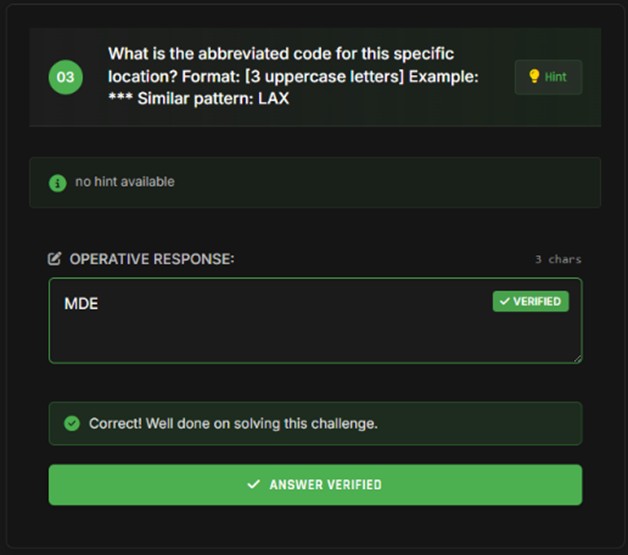 03
What is the abbreviated code for this specific
location? Format: [3 uppercase letters] Example:
*** Similar pattern: LAX
Hint
no hint available
OPERATIVE RESPONSE:
3 chars
MDE
VERIFIED
Correct! Well done on solving this challenge.
ANSWER VERIFIED